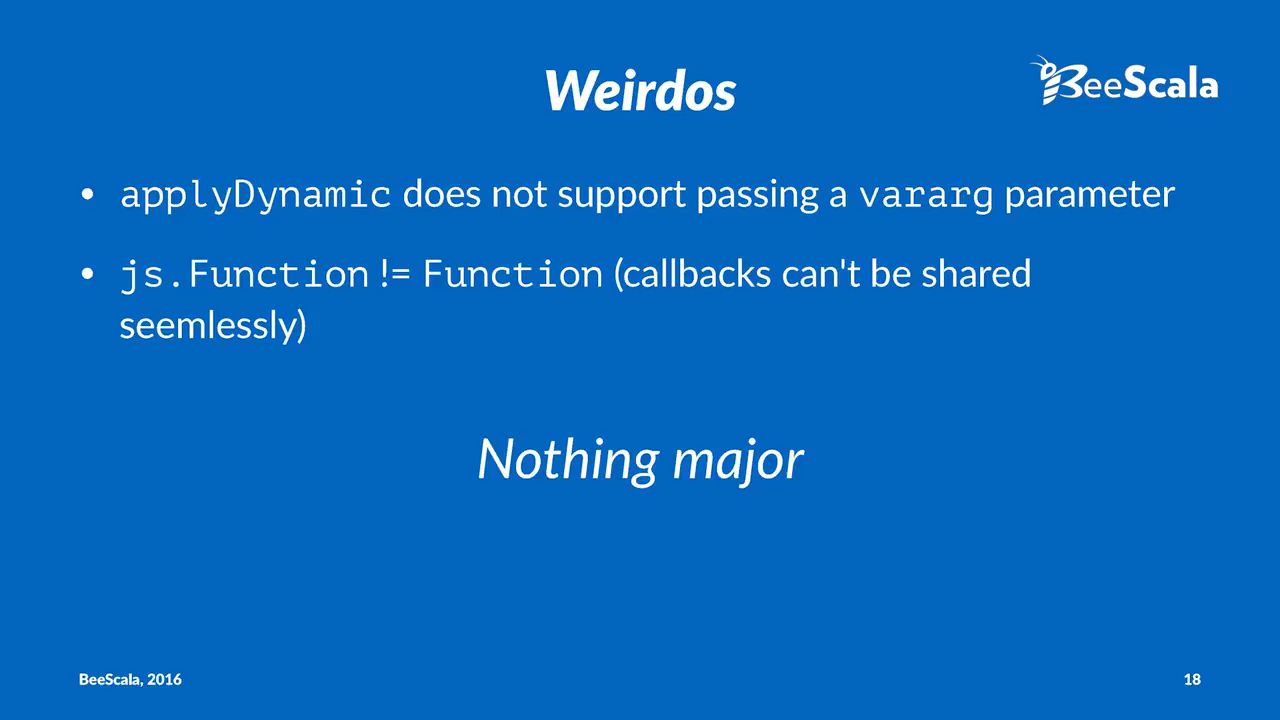 Weirdos
BeeScala
• applyDynamic does not support passing a vararg parameter
• js.Function != Function (callbacks can't be shared
seemlessly)
Nothing major
BeeScala, 2016
18